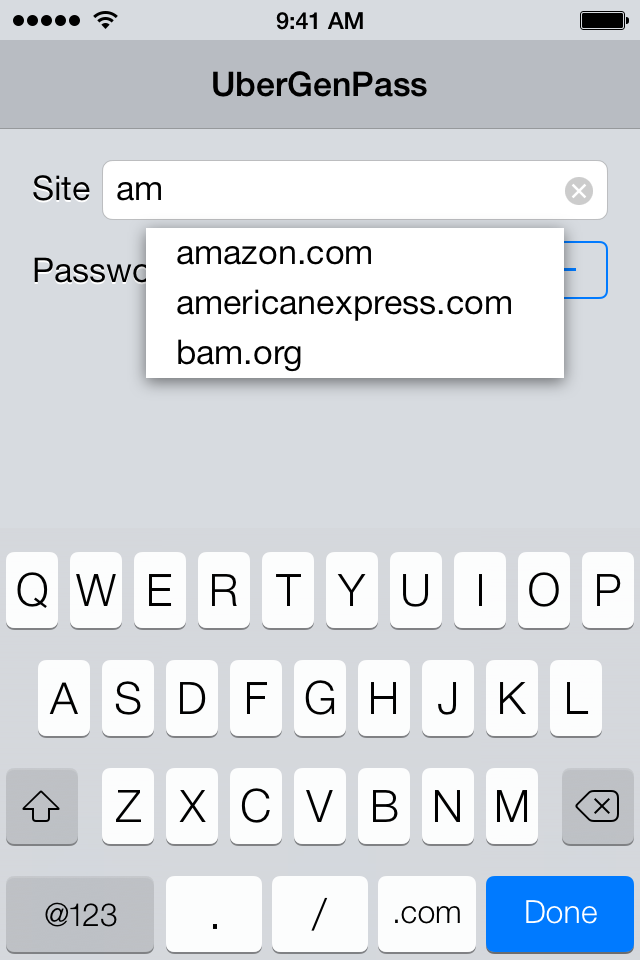 9:41 AM
UberGenPass
Site am
Passwo
amazon.com
americanexpress.com
bam.org
Q W E R T Y U I O P
A S D F G H J K L
Z X C V B N M
@123 . / .com Done